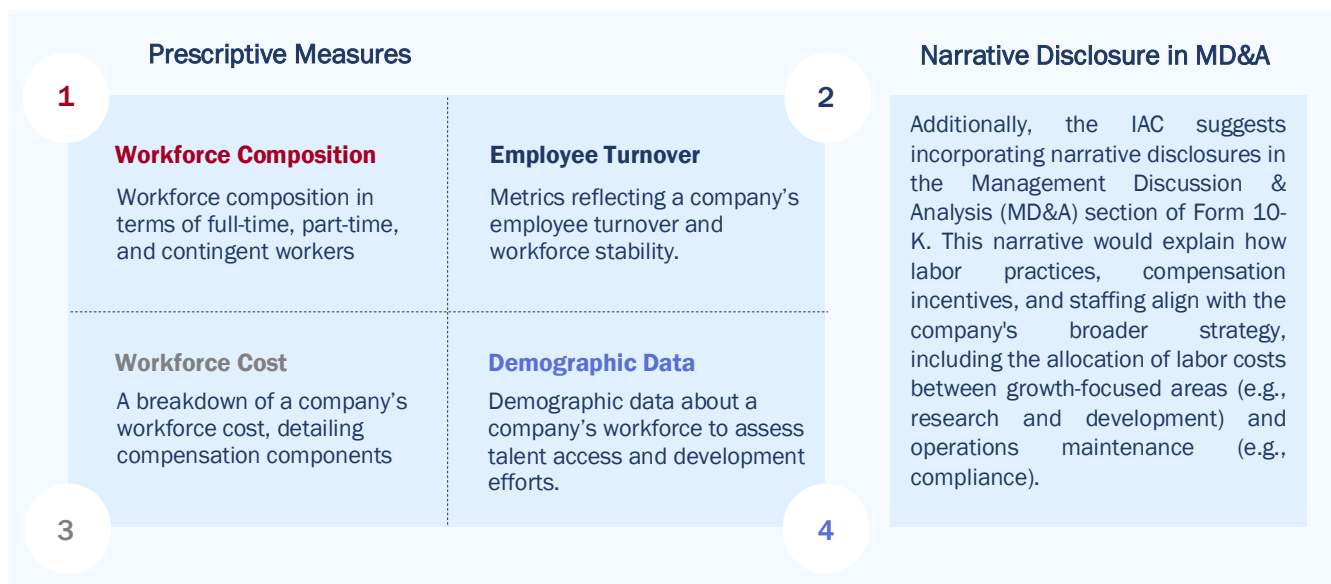 Prescriptive Measures
1
Workforce Composition
Workforce composition in
terms of full-time, part-time,
and contingent workers
2
Employee Turnover
Metrics reflecting a company’s
employee turnover and
workforce stability.
3
Workforce Cost
A breakdown of a company’s
workforce cost, detailing
compensation components
4
Demographic Data
Demographic data about a
company’s workforce to assess
talent access and development
efforts.
Narrative Disclosure in MD&A
Additionally, the IAC suggests
incorporating narrative disclosures in
the Management Discussion &
Analysis (MD&A) section of Form 10-
K. This narrative would explain how
labor practices, compensation
incentives, and staffing align with the
company's broader strategy,
including the allocation of labor costs
between growth-focused areas (e.g.,
research and development) and
operations maintenance (e.g.,
compliance).